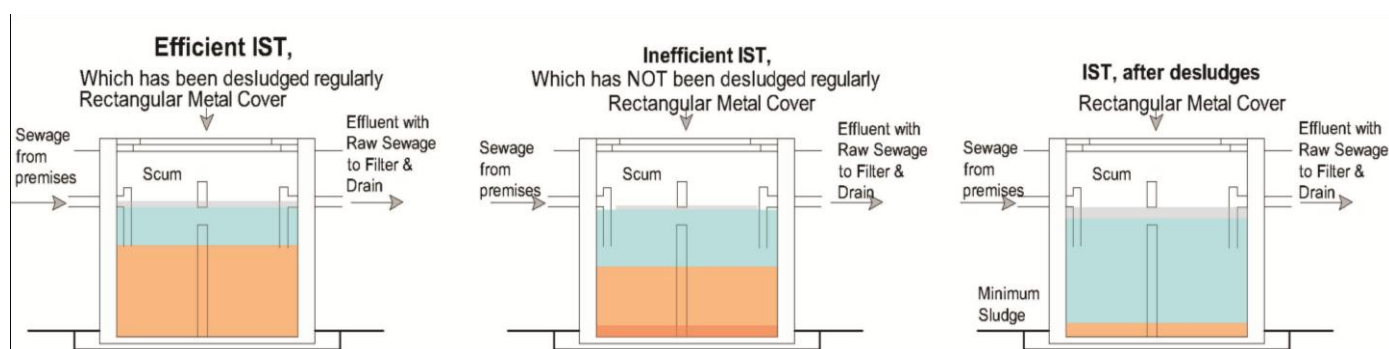 Efficient IST,
Which has been desludged regularly
Rectangular Metal Cover
Sewage
from
premises
Scum
Effluent with
Raw Sewage
to Filter &
Drain
Inefficient IST,
Which has NOT been desludged regularly
Rectangular Metal Cover
Sewage
from
premises
Scum
Effluent with
Raw Sewage
to Filter &
Drain
IST, after desludges
Rectangular Metal Cover
Sewage
from
premises
Scum
Effluent with
Raw Sewage
to Filter &
Drain
Minimum
Sludge